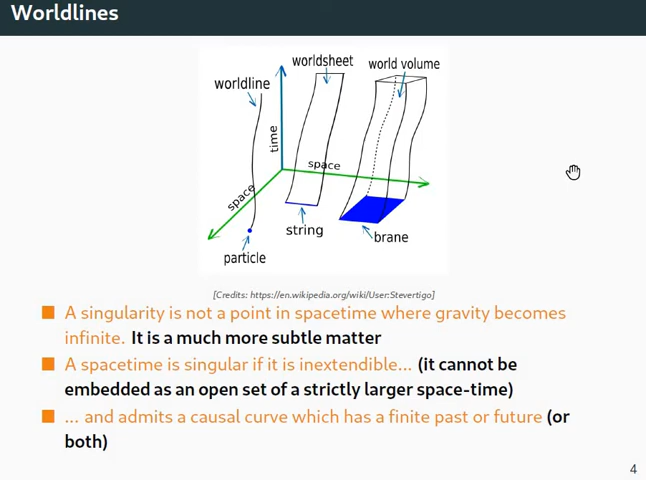 Worldlines
worldsheet
world volume
worldline
time
space
space
string
brane
particle
[Credits: https://en.wikipedia.org/wiki/User:Stevertigo]
A singularity is not a point in spacetime where gravity becomes
infinite. It is a much more subtle matter
A spacetime is singular if it is inextendible... (it cannot be
embedded as an open set of a strictly larger space-time)
... and admits a causal curve which has a finite past or future (or
both)
4